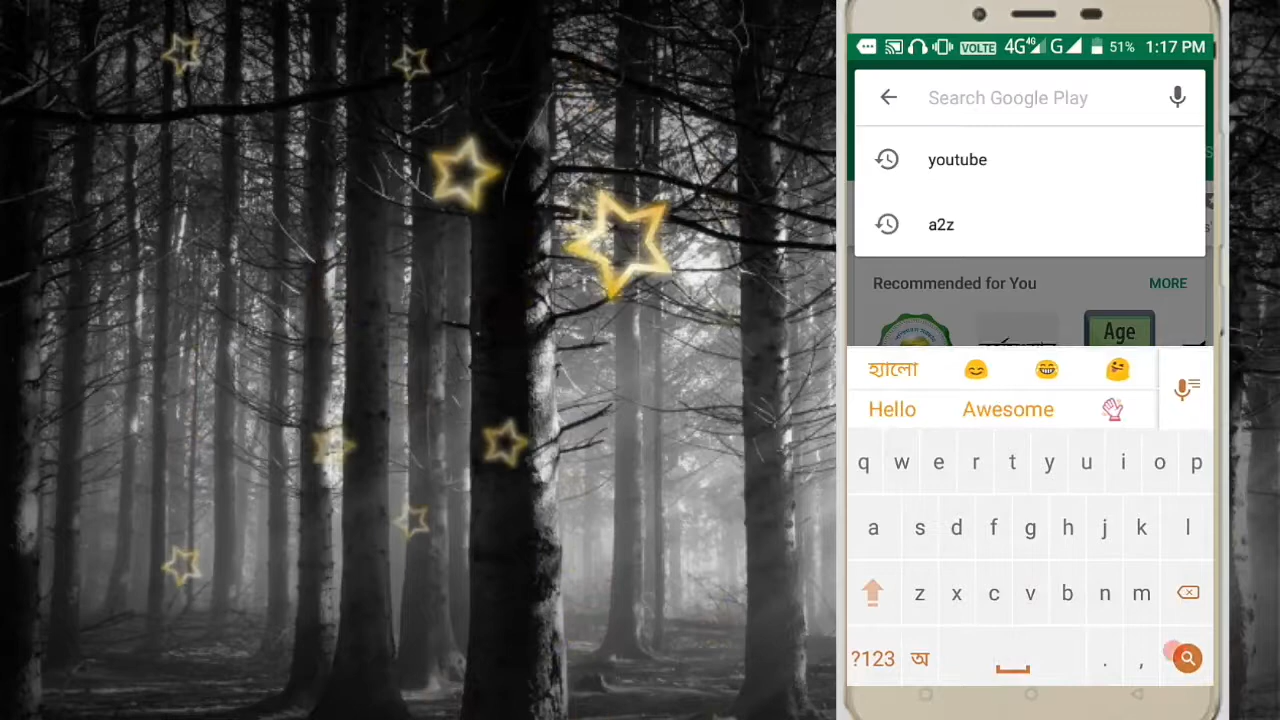 VOLTE 4G 4G G 51% 1:17 PM
Search Google Play
youtube
a2z
Recommended for You MORE
Age
হ্যালো
Hello Awesome
q w e r t y u i o p
a s d f g h j k l
z x c v b n m
?123 অ . ,